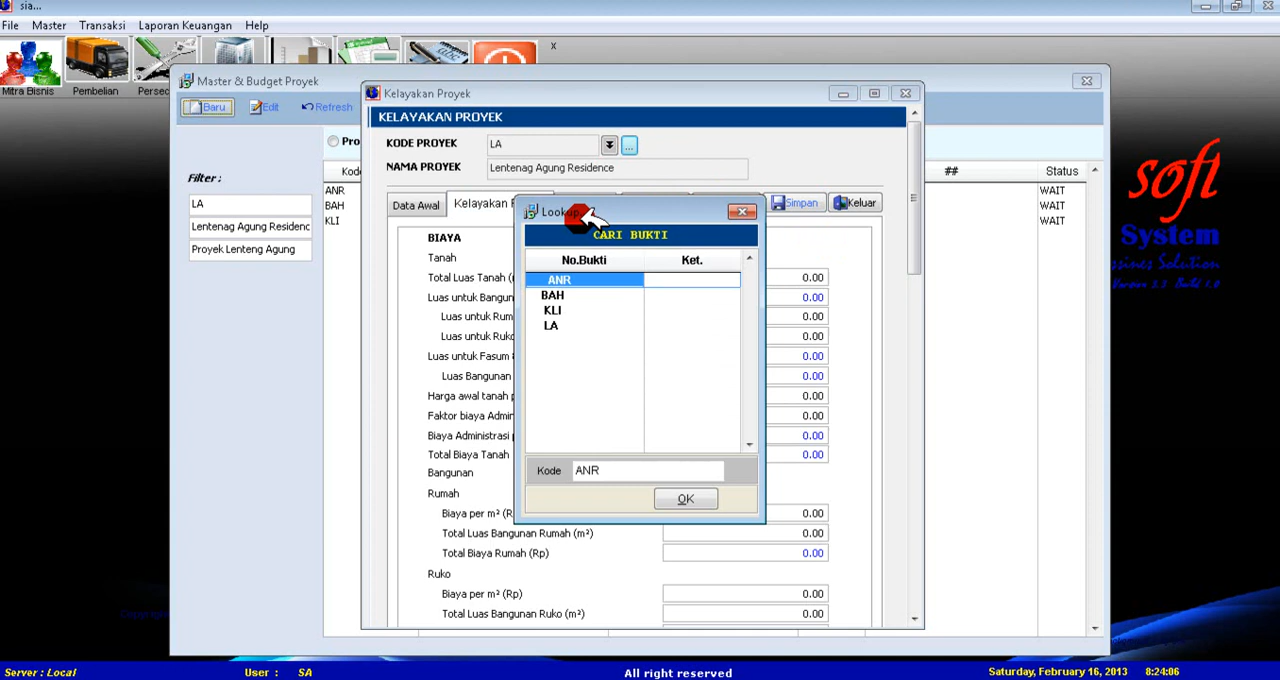 sia...
File Master Transaksi Laporan Keuangan Help
x
Mitra Bisnis Pembelian
Master & Budget Proyek
Baru Edit Refresh
Filter :
LA
Lentenag Agung Residenc
Proyek Lenteng Agung
Pro
Kode
ANR
BAH
KLI
## Status
WAIT
WAIT
WAIT
Kelayakan Proyek
KELAYAKAN PROYEK
KODE PROYEK LA ...
NAMA PROYEK Lentenag Agung Residence
Data Awal Kelayakan Simpan Keluar
BIAYA
Tanah
Total Luas Tanah ( 0.00
Luas untuk Bangun 0.00
Luas untuk Rum 0.00
Luas untuk Ruko 0.00
Luas untuk Fasum 0.00
Luas Bangunan 0.00
Harga awal tanah 0.00
Faktor biaya Admin 0.00
Biaya Administrasi 0.00
Total Biaya Tanah 0.00
Bangunan
Rumah
Biaya per m² (R 0.00
Total Luas Bangunan Rumah (m²) 0.00
Total Biaya Rumah (Rp) 0.00
Ruko
Biaya per m² (Rp) 0.00
Total Luas Bangunan Ruko (m²) 0.00
Lookup
CARI BUKTI
No.Bukti Ket.
ANR
BAH
KLI
LA
Kode ANR
OK
soft
System
Version 3.3 Build 1.0
Server : Local User : SA All right reserved Saturday, February 16, 2013 8:24:06